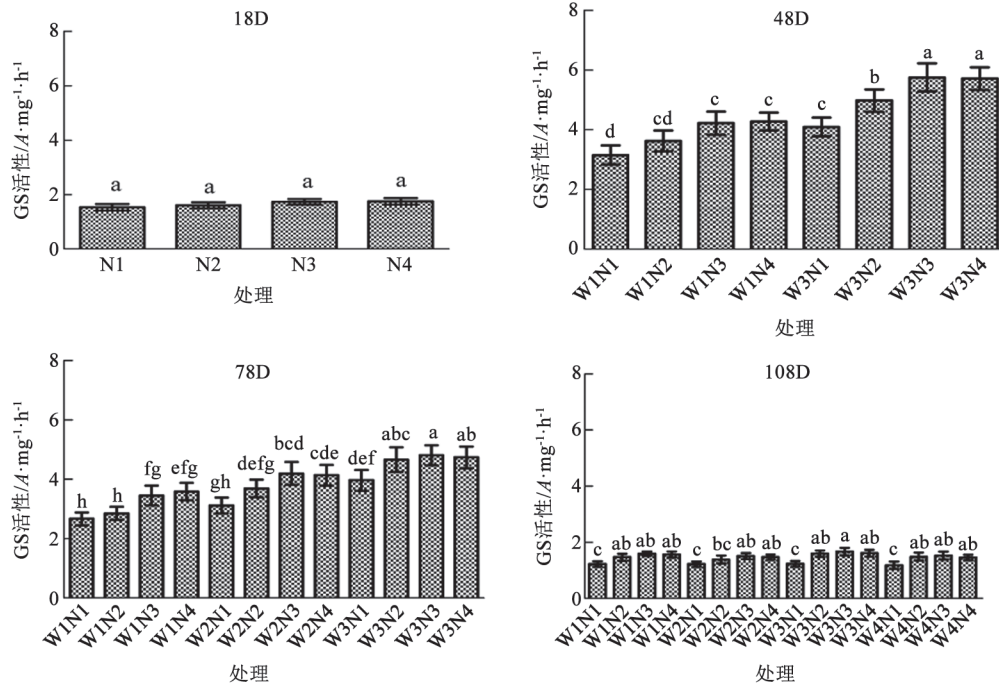 18D
GS活性/A·mg⁻¹·h⁻¹
8
6
4
2
0
a a a a
N1 N2 N3 N4
处理
48D
GS活性/A·mg⁻¹·h⁻¹
8
6
4
2
0
d cd c c c b a a
W1N1 W1N2 W1N3 W1N4 W3N1 W3N2 W3N3 W3N4
处理
78D
GS活性/A·mg⁻¹·h⁻¹
8
6
4
2
0
h h fg efg gh defg bcd cde def abc a ab
W1N1 W1N2 W1N3 W1N4 W2N1 W2N2 W2N3 W2N4 W3N1 W3N2 W3N3 W3N4
处理
108D
GS活性/A·mg⁻¹·h⁻¹
8
6
4
2
0
c ab ab ab c bc ab ab c ab a ab c ab ab ab
W1N1 W1N2 W1N3 W1N4 W2N1 W2N2 W2N3 W2N4 W3N1 W3N2 W3N3 W3N4 W4N1 W4N2 W4N3 W4N4
处理